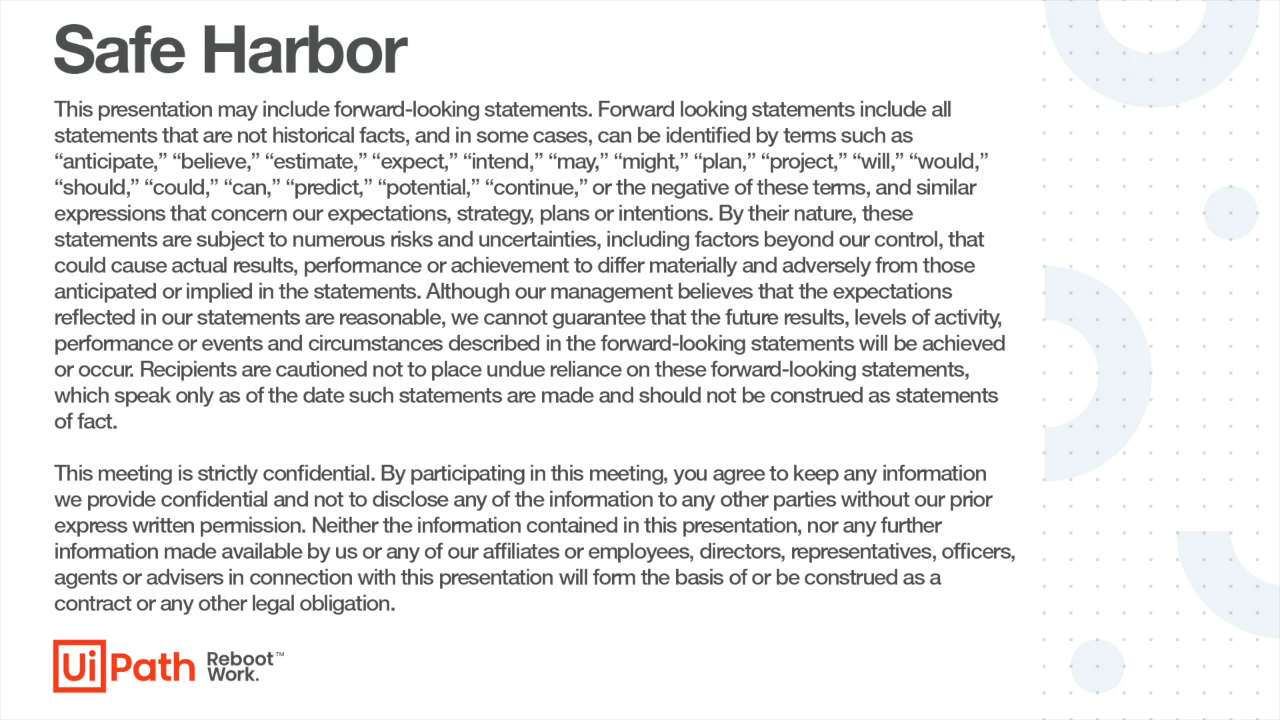 Safe Harbor
This presentation may include forward-looking statements. Forward looking statements include all
statements that are not historical facts, and in some cases, can be identified by terms such as
“anticipate,” “believe,” “estimate,” “expect,” “intend,” “may,” “might,” “plan,” “project,” “will,” “would,”
“should,” “could,” “can,” “predict,” “potential,” “continue,” or the negative of these terms, and similar
expressions that concern our expectations, strategy, plans or intentions. By their nature, these
statements are subject to numerous risks and uncertainties, including factors beyond our control, that
could cause actual results, performance or achievement to differ materially and adversely from those
anticipated or implied in the statements. Although our management believes that the expectations
reflected in our statements are reasonable, we cannot guarantee that the future results, levels of activity,
performance or events and circumstances described in the forward-looking statements will be achieved
or occur. Recipients are cautioned not to place undue reliance on these forward-looking statements,
which speak only as of the date such statements are made and should not be construed as statements
of fact.
This meeting is strictly confidential. By participating in this meeting, you agree to keep any information
we provide confidential and not to disclose any of the information to any other parties without our prior
express written permission. Neither the information contained in this presentation, nor any further
information made available by us or any of our affiliates or employees, directors, representatives, officers,
agents or advisers in connection with this presentation will form the basis of or be construed as a
contract or any other legal obligation.
UiPath
Reboot™
Work.